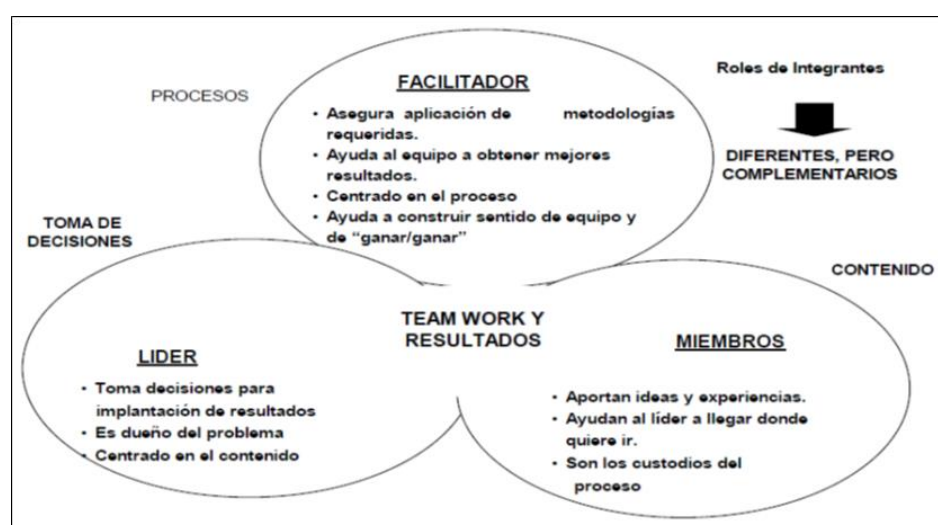 PROCESOS
FACILITADOR
• Asegura aplicación de metodologías
requeridas.
• Ayuda al equipo a obtener mejores
resultados.
• Centrado en el proceso
• Ayuda a construir sentido de equipo y
de “ganar/ganar”
Roles de Integrantes
DIFERENTES, PERO
COMPLEMENTARIOS
TOMA DE
DECISIONES
CONTENIDO
TEAM WORK Y
RESULTADOS
LIDER
• Toma decisiones para
implantación de resultados
• Es dueño del problema
• Centrado en el contenido
MIEMBROS
• Aportan ideas y experiencias.
• Ayudan al líder a llegar donde
quiere ir.
• Son los custodios del
proceso